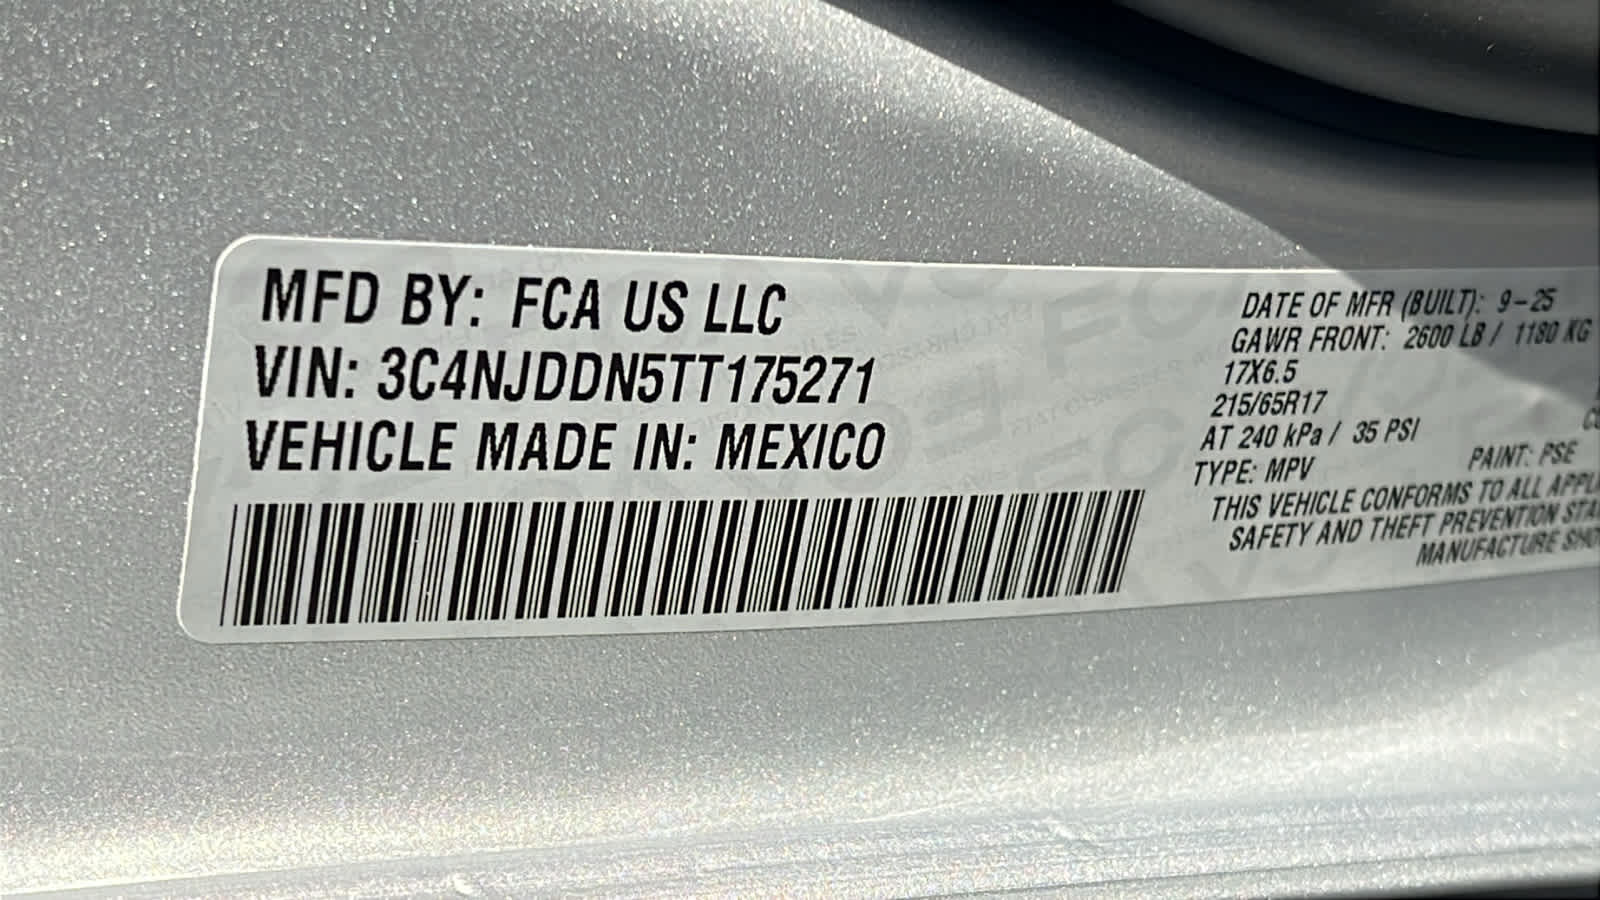 MFD BY: FCA US LLC
VIN: 3C4NJDDN5TT175271
VEHICLE MADE IN: MEXICO
DATE OF MFR (BUILT): 9-25
GAWR FRONT: 2600 LB / 1180 KG
17X6.5
215/65R17
AT 240 kPa / 35 PSI
TYPE: MPV PAINT: PSE
THIS VEHICLE CONFORMS TO ALL
SAFETY AND THEFT PREVENTION
MANUFACTURE